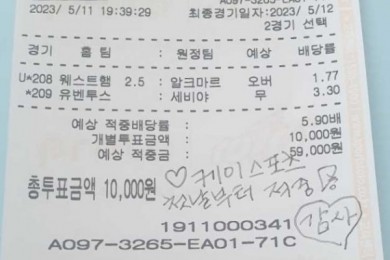 A097-3265-EA01-71C
2023/ 5/11 19:39:29 최종경기일자:2023/ 5/12
2경기 선택
경기 홈 팀 : 원정팀 예상 배당률
U*208 웨스트햄 2.5 : 알크마르 오버 1.77
*209 유벤투스 : 세비야 무 3.30
예상 적중배당률 5.90배
개별투표금액 10,000원
예상 적중금 59,000원
총투표금액 10,000원
♡케이스포츠
첫날부터 적중
감사
1911000341
A097-3265-EA01-71C